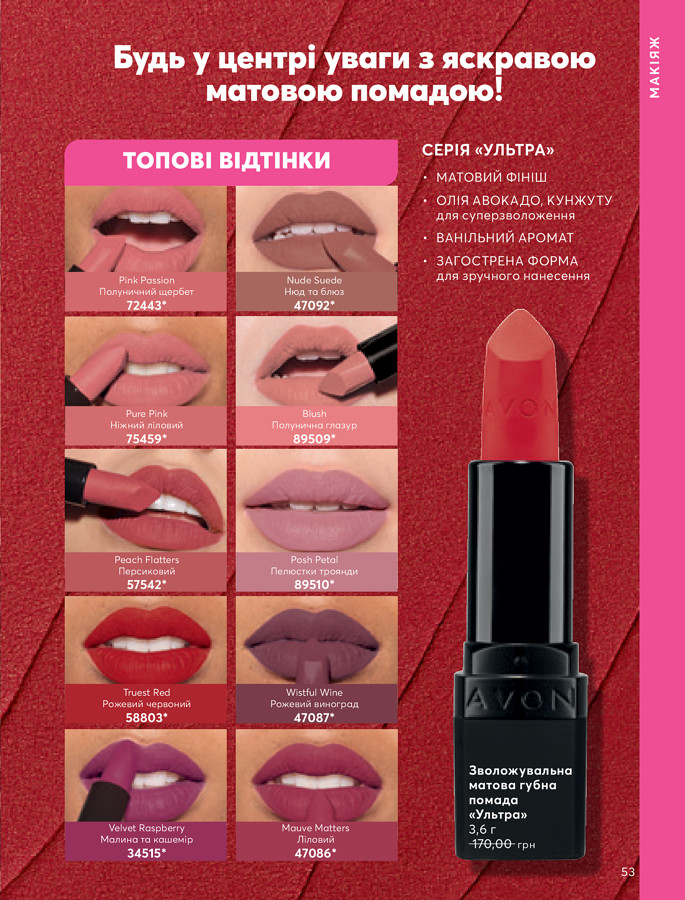 Будь у центрі уваги з яскравою
матовою помадою!
МАКІЯЖ
ТОПОВІ ВІДТІНКИ
Pink Passion
Полуничний щербет
72443*
Nude Suede
Нюд та блюз
47092*
Pure Pink
Ніжний ліловий
75459*
Blush
Полунична глазур
89509*
Peach Flatters
Персиковий
57542*
Posh Petal
Пелюстки троянди
89510*
Truest Red
Рожевий червоний
58803*
Wistful Wine
Рожевий виноград
47087*
Velvet Raspberry
Малина та кашемір
34515*
Mauve Matters
Ліловий
47086*
СЕРІЯ «УЛЬТРА»
• МАТОВИЙ ФІНІШ
• ОЛІЯ АВОКАДО, КУНЖУТУ
для суперзволоження
• ВАНІЛЬНИЙ АРОМАТ
• ЗАГОСТРЕНА ФОРМА
для зручного нанесення
AVON
AVON
Зволожувальна
матова губна
помада
«Ультра»
3,6 г
170,00 грн
53